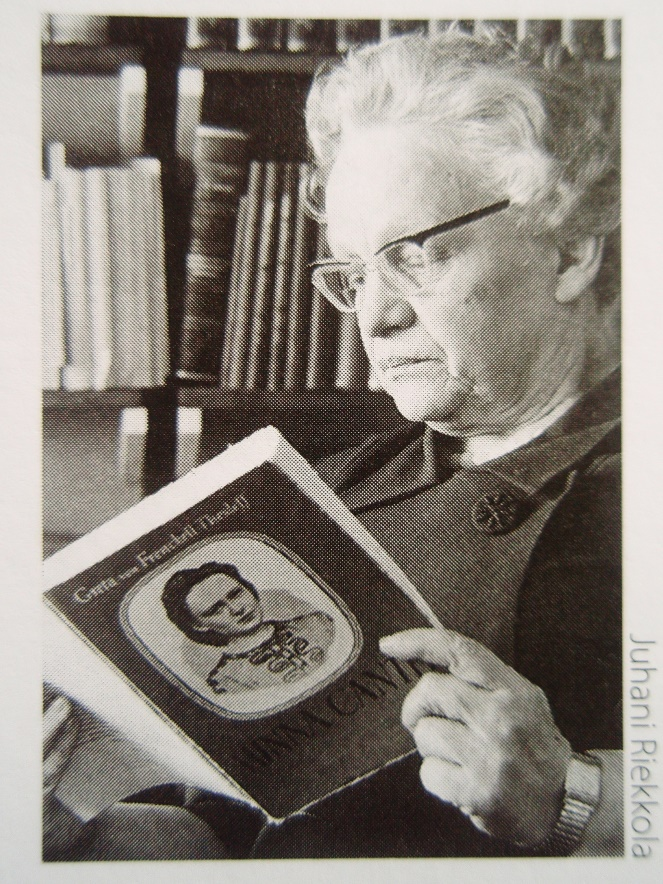 Greta von Frenckell Thesleff
MINNA CANT
Juhani Riekkola